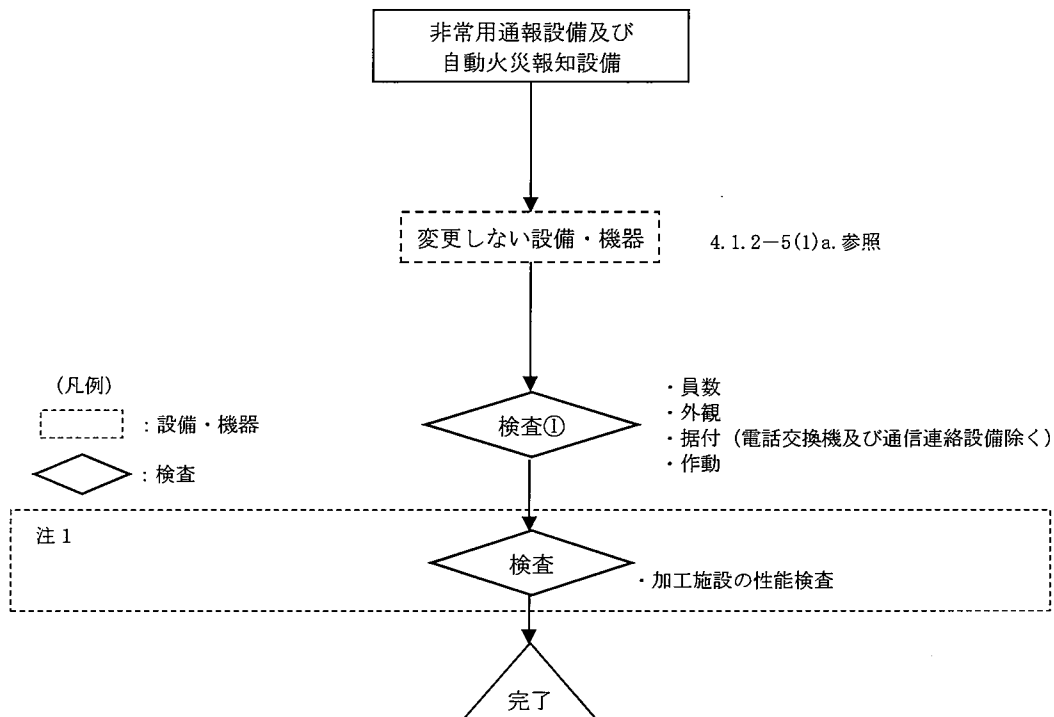 非常用通報設備及び
自動火災報知設備
変更しない設備・機器
4.1.2－5(1)a.参照
(凡例)
：設備・機器
：検査
検査①
・員数
・外観
・据付（電話交換機及び通信連絡設備除く）
・作動
注1
検査
・加工施設の性能検査
完了